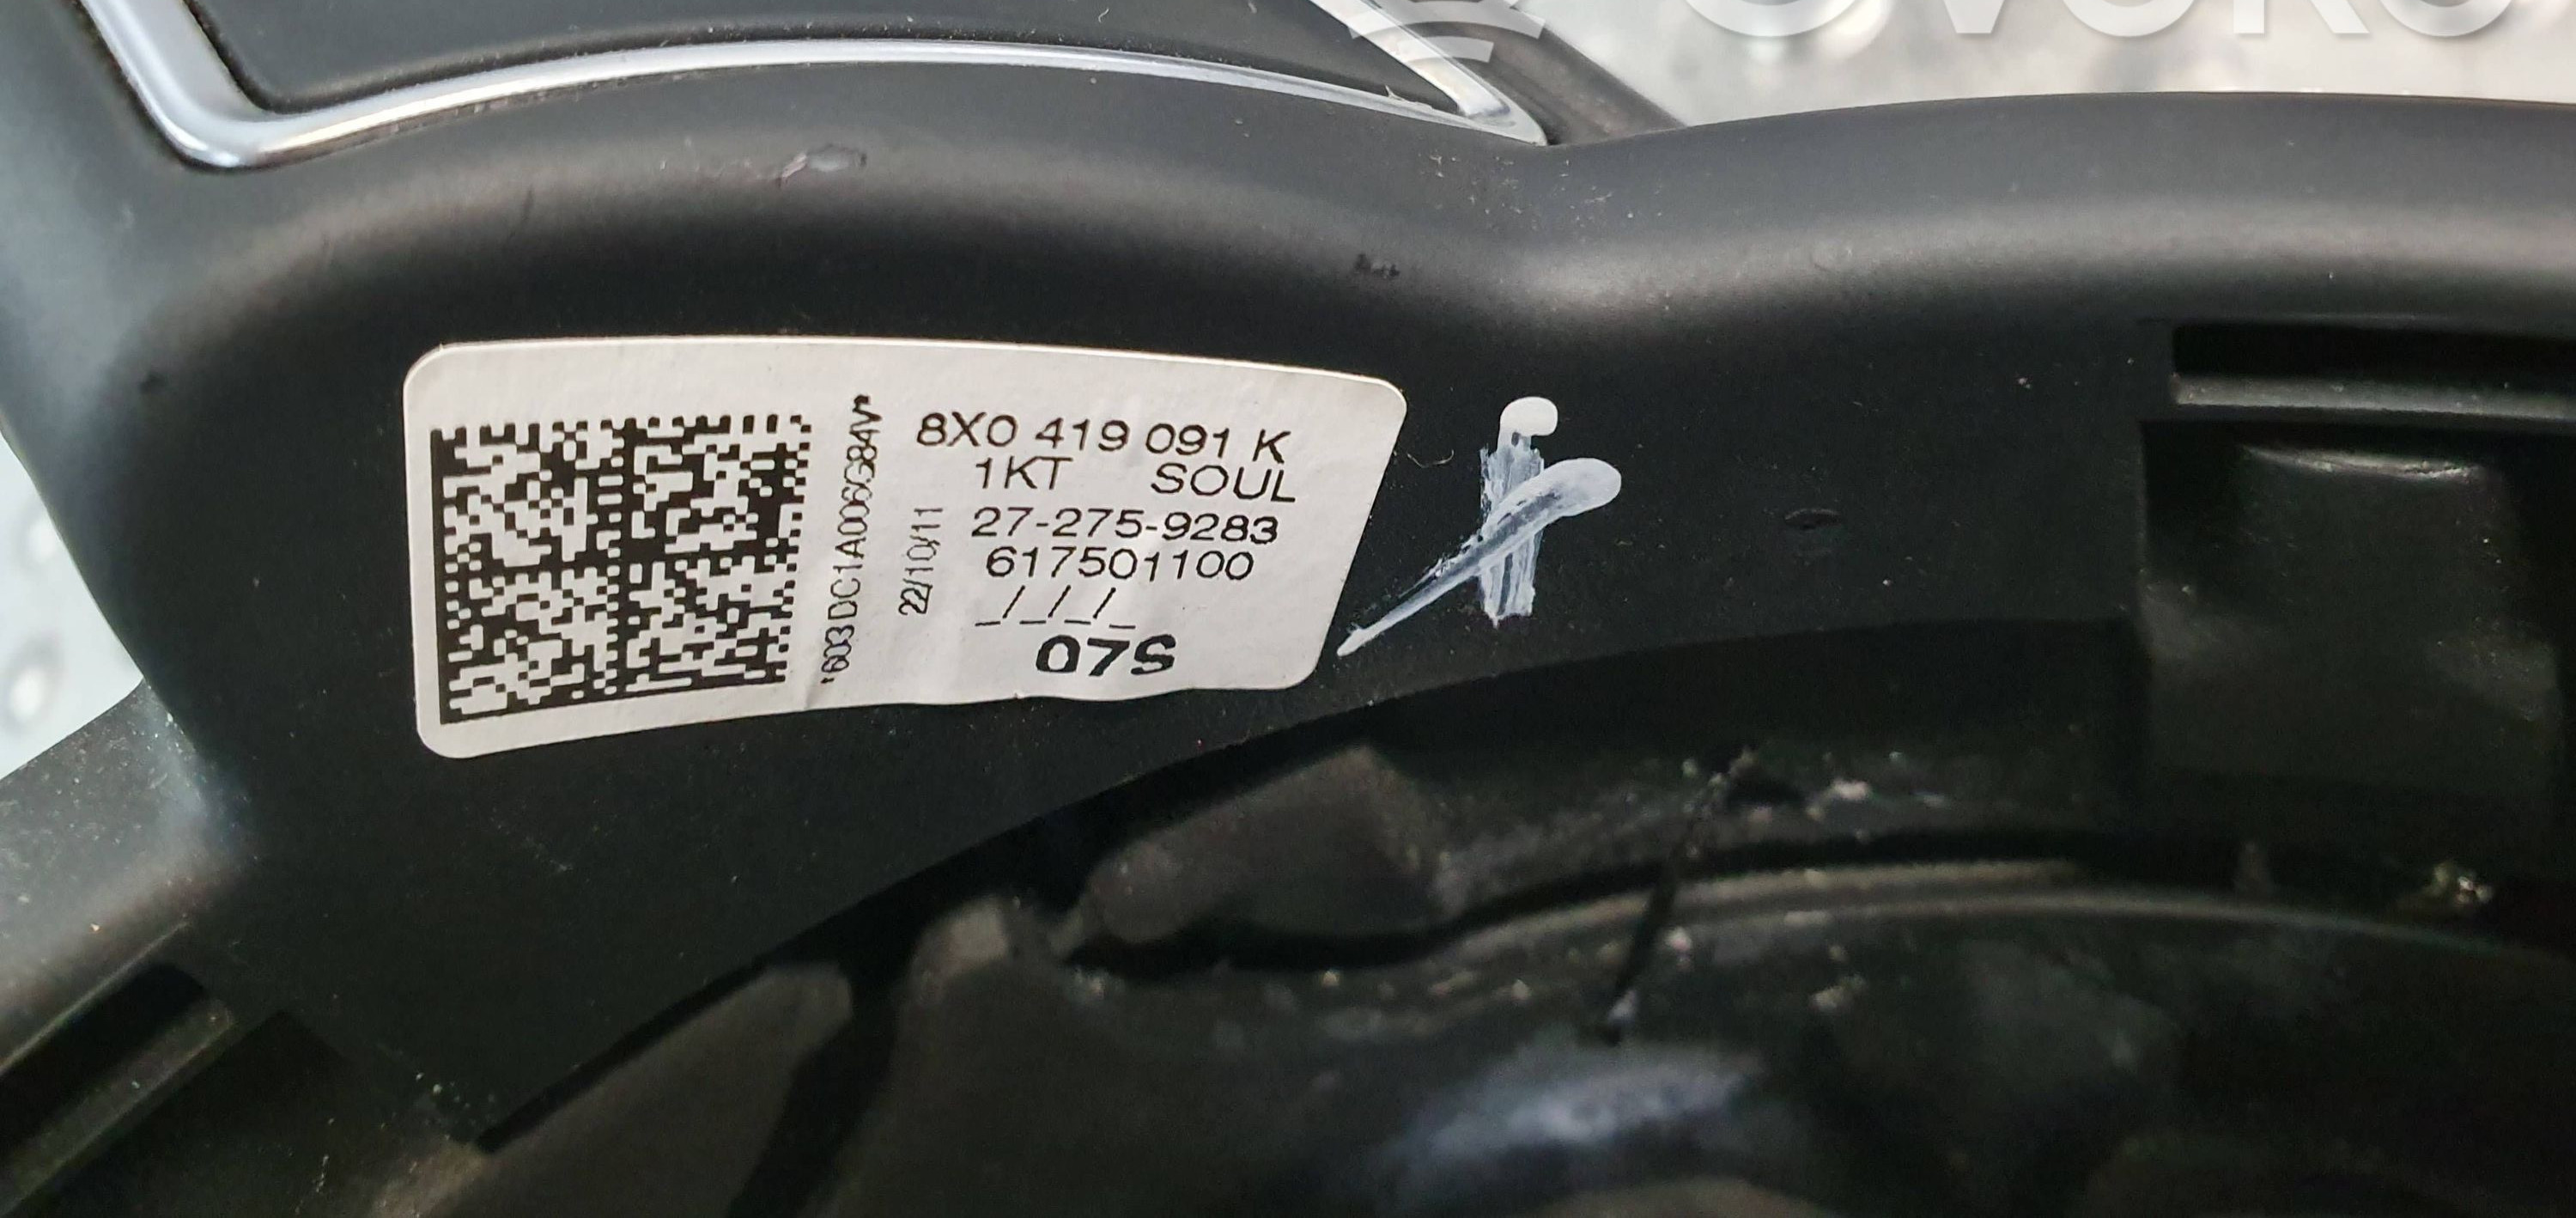 8X0 419 091 K
1KT SOUL
27-275-9283
617501100
_/_/_/_
07S
22/10/11
*603 DC1A006G84V*